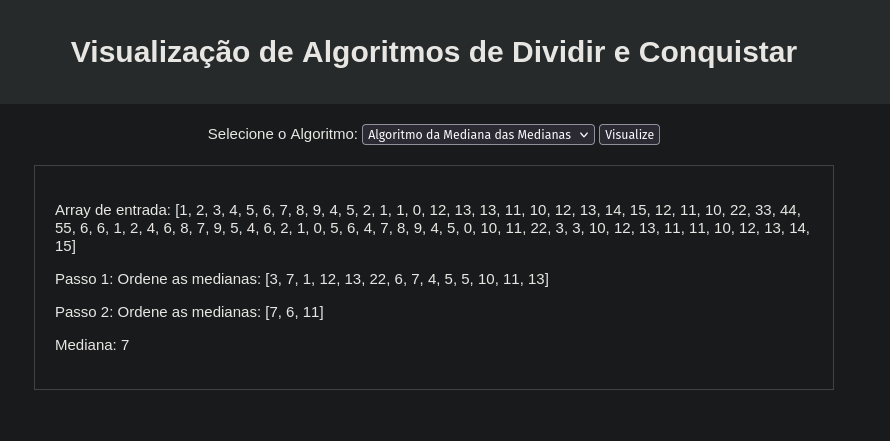 Visualização de Algoritmos de Dividir e Conquistar
Selecione o Algoritmo: Algoritmo da Mediana das Medianas Visualize
Array de entrada: [1, 2, 3, 4, 5, 6, 7, 8, 9, 4, 5, 2, 1, 1, 0, 12, 13, 13, 11, 10, 12, 13, 14, 15, 12, 11, 10, 22, 33, 44,
55, 6, 6, 1, 2, 4, 6, 8, 7, 9, 5, 4, 6, 2, 1, 0, 5, 6, 4, 7, 8, 9, 4, 5, 0, 10, 11, 22, 3, 3, 10, 12, 13, 11, 11, 10, 12, 13, 14,
15]
Passo 1: Ordene as medianas: [3, 7, 1, 12, 13, 22, 6, 7, 4, 5, 5, 10, 11, 13]
Passo 2: Ordene as medianas: [7, 6, 11]
Mediana: 7